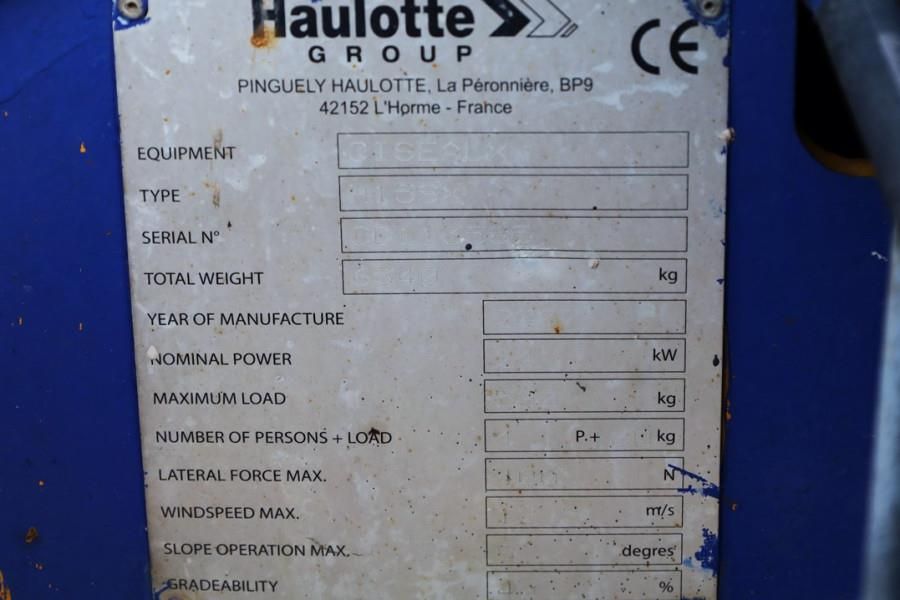 Haulotte
GROUP
CE
PINGUELY HAULOTTE, La Péronnière, BP9
42152 L'Horme - France
EQUIPMENT
TYPE
SERIAL N°
TOTAL WEIGHT kg
YEAR OF MANUFACTURE
NOMINAL POWER kW
MAXIMUM LOAD kg
NUMBER OF PERSONS + LOAD P.+ kg
LATERAL FORCE MAX. N
WINDSPEED MAX. m/s
SLOPE OPERATION MAX. degres
GRADEABILITY %